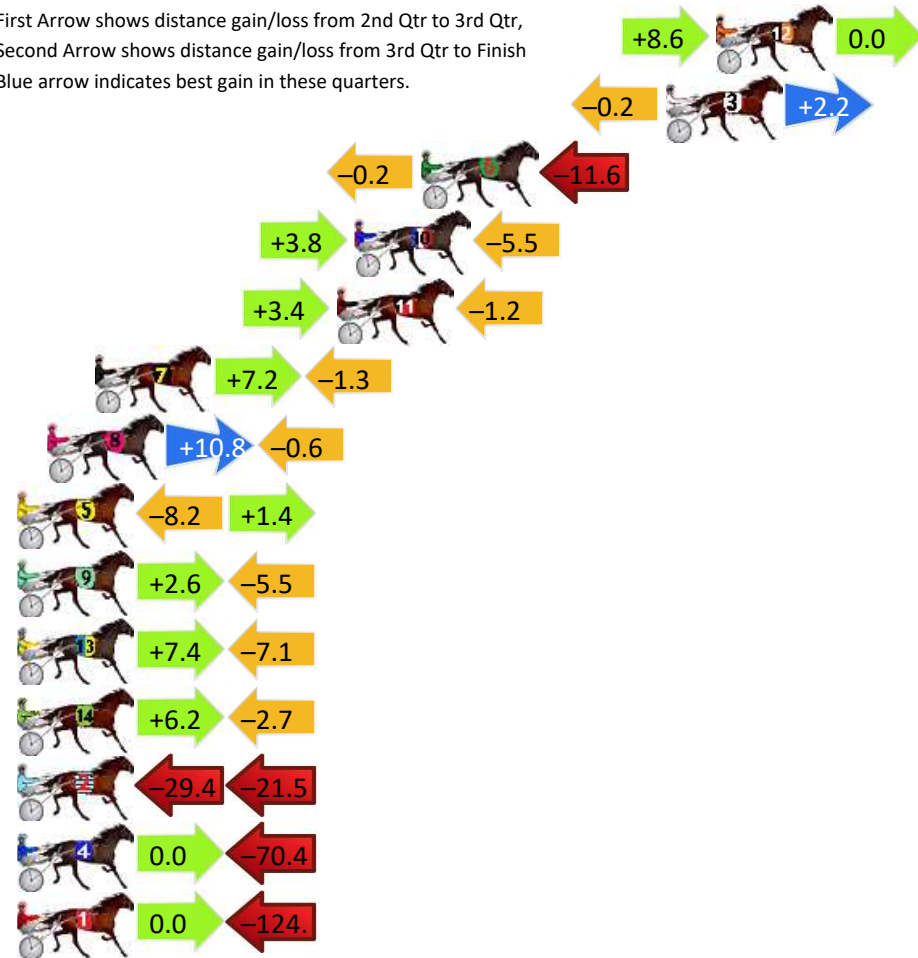 First Arrow shows distance gain/loss from 2nd Qtr to 3rd Qtr,
Second Arrow shows distance gain/loss from 3rd Qtr to Finish
Blue arrow indicates best gain in these quarters.
+8.6 12 0.0
–0.2 3 +2.2
–0.2 6 –11.6
+3.8 10 –5.5
+3.4 11 –1.2
7 +7.2 –1.3
8 +10.8 –0.6
5 –8.2 +1.4
9 +2.6 –5.5
13 +7.4 –7.1
14 +6.2 –2.7
2 –29.4 –21.5
4 0.0 –70.4
1 0.0 –124.